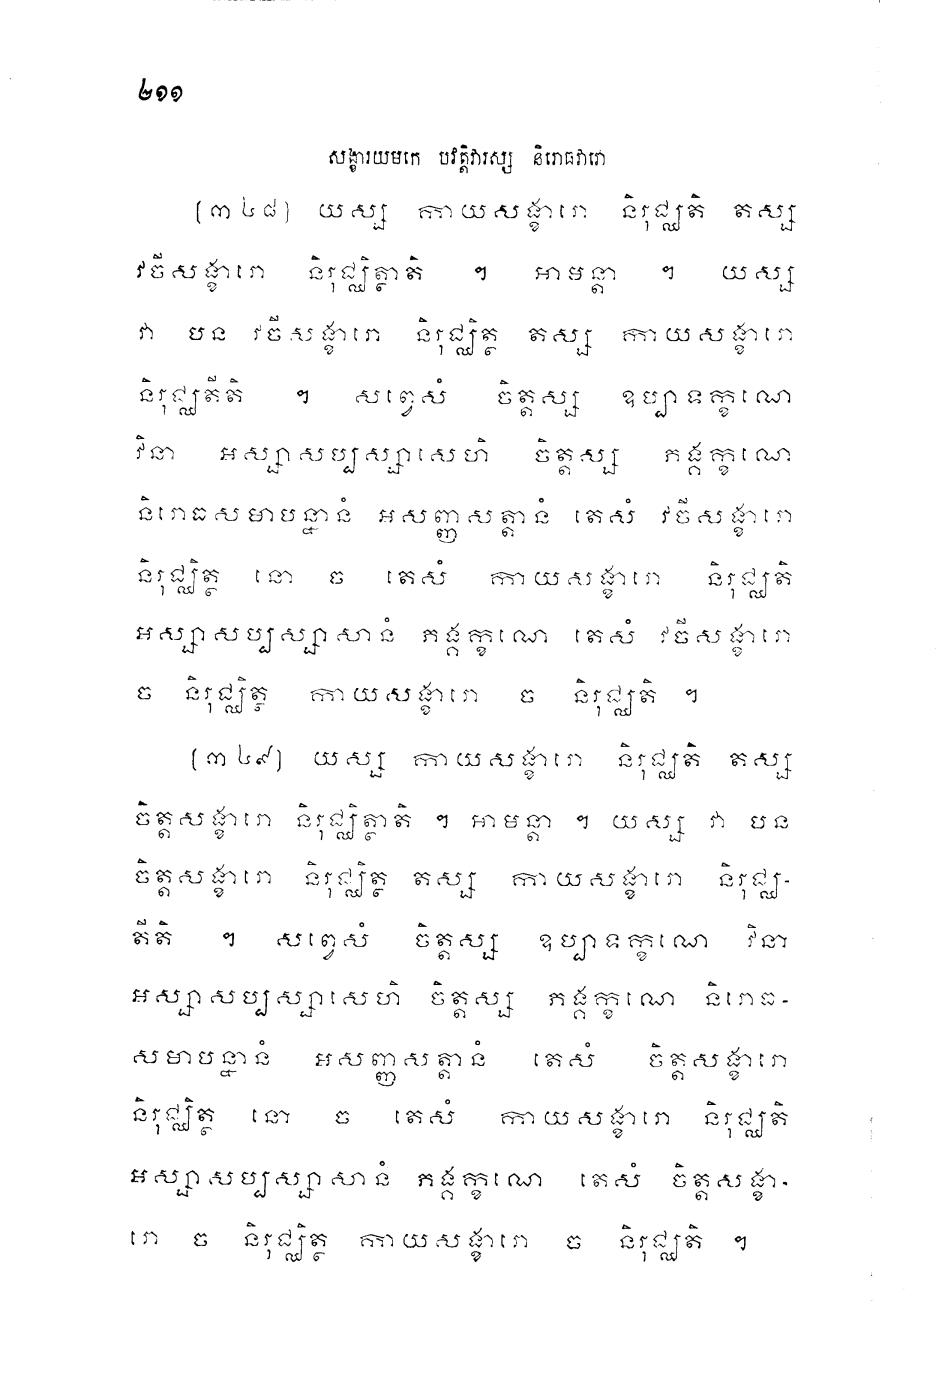 ២១១
សង្ខារយមកេ បវត្តិវារស្ស និរោធវារោ
(៣៤៨) យស្ស កាយសង្ខារោ និរុជ្ឈតិ តស្ស
វចីសង្ខារោ និរុជ្ឈិត្ថាតិ ។ អាមន្តា ។ យស្ស
វា បន វចីសង្ខារោ និរុជ្ឈិត្ថ តស្ស កាយសង្ខារោ
និរុជ្ឈតីតិ ។ សព្វេសំ ចិត្តស្ស ឧប្បាទក្ខណេ
វិនា អស្សាសប្បស្សាសេហិ ចិត្តស្ស ភង្គក្ខណេ
និរោធសមាបន្នានំ អសញ្ញសត្តានំ តេសំ វចីសង្ខារោ
និរុជ្ឈិត្ថ នោ ច តេសំ កាយសង្ខារោ និរុជ្ឈតិ
អស្សាសប្បស្សាសានំ ភង្គក្ខណេ តេសំ វចីសង្ខារោ
ច និរុជ្ឈិត្ថ កាយសង្ខារោ ច និរុជ្ឈតិ ។
(៣៤៩) យស្ស កាយសង្ខារោ និរុជ្ឈតិ តស្ស
ចិត្តសង្ខារោ និរុជ្ឈិត្ថាតិ ។ អាមន្តា ។ យស្ស វា បន
ចិត្តសង្ខារោ និរុជ្ឈិត្ថ តស្ស កាយសង្ខារោ និរុជ្ឈ-
តីតិ ។ សព្វេសំ ចិត្តស្ស ឧប្បាទក្ខណេ វិនា
អស្សាសប្បស្សាសេហិ ចិត្តស្ស ភង្គក្ខណេ និរោធ-
សមាបន្នានំ អសញ្ញសត្តានំ តេសំ ចិត្តសង្ខារោ
និរុជ្ឈិត្ថ នោ ច តេសំ កាយសង្ខារោ និរុជ្ឈតិ
អស្សាសប្បស្សាសានំ ភង្គក្ខណេ តេសំ ចិត្តសង្ខា-
រោ ច និរុជ្ឈិត្ថ កាយសង្ខារោ ច និរុជ្ឈតិ ។